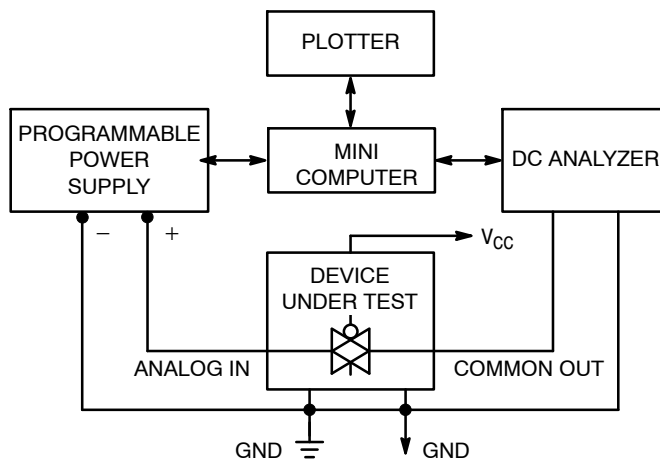 PLOTTER
PROGRAMMABLE
POWER
SUPPLY
MINI
COMPUTER
DC ANALYZER
− +
VCC
DEVICE
UNDER TEST
ANALOG IN
COMMON OUT
GND
GND